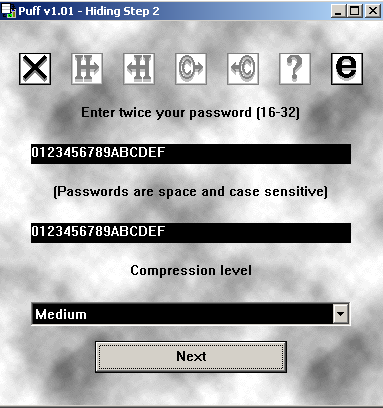 Puff v1.01 - Hiding Step 2
X H H C C ? e
Enter twice your password (16-32)
0123456789ABCDEF
(Passwords are space and case sensitive)
0123456789ABCDEF
Compression level
Medium
Next